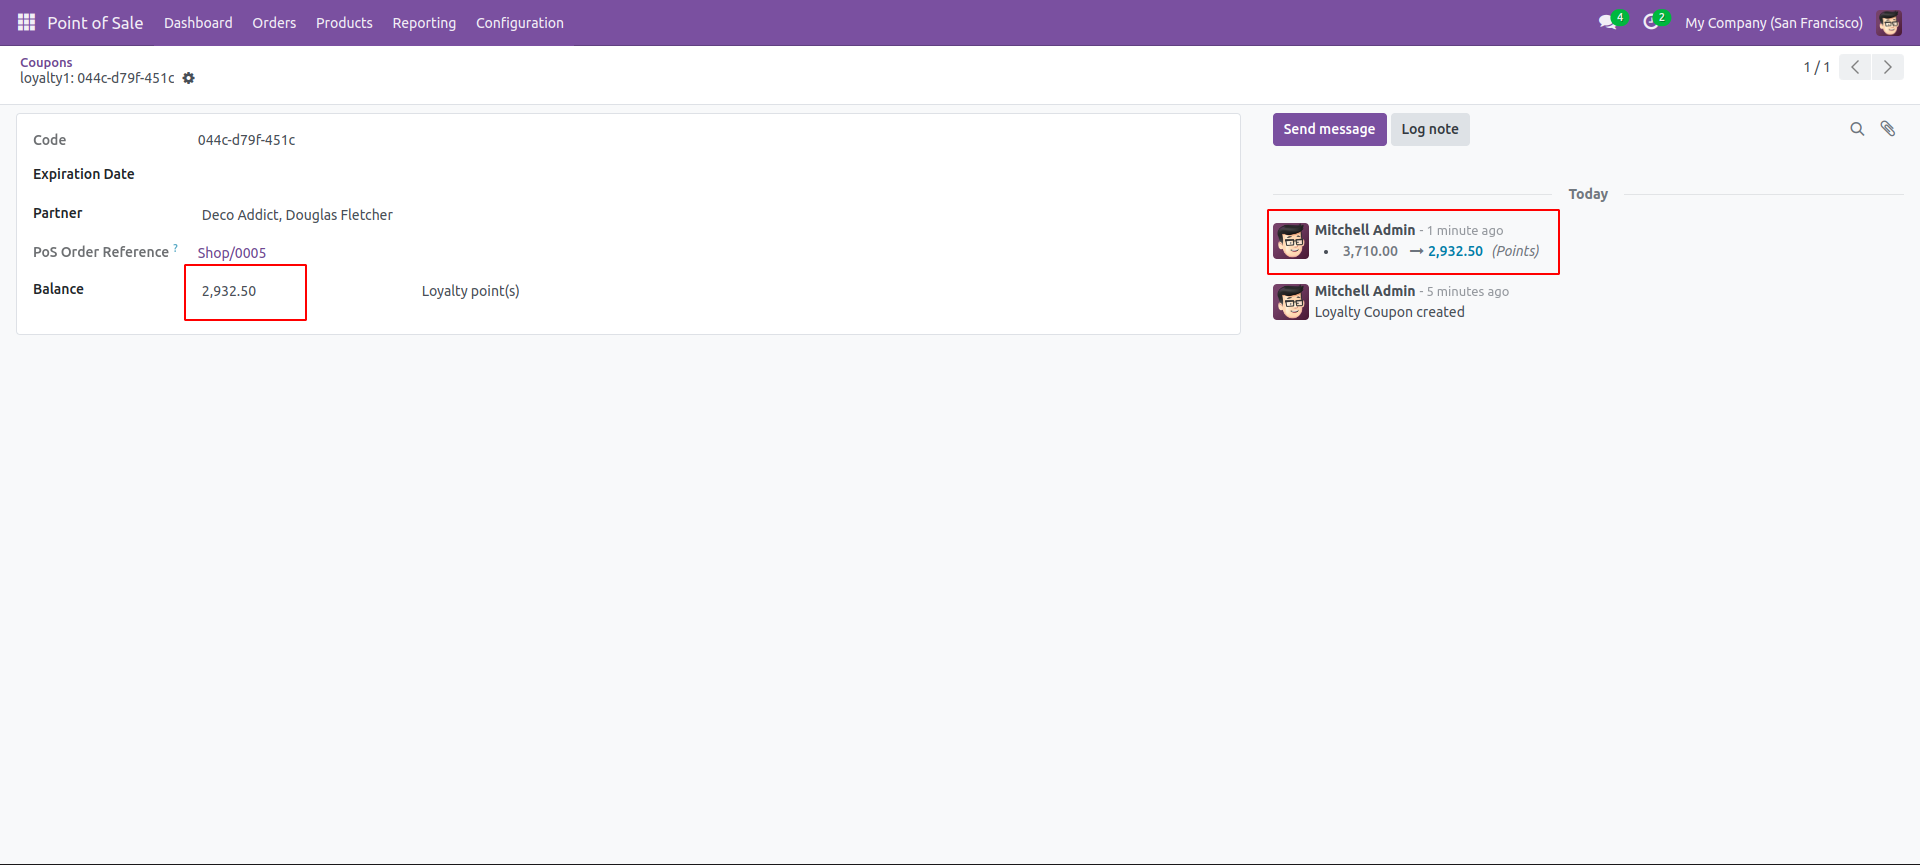 Point of Sale Dashboard Orders Products Reporting Configuration 4 2 My Company (San Francisco)
Coupons
loyalty1: 044c-d79f-451c
1 / 1
Code 044c-d79f-451c
Expiration Date
Partner Deco Addict, Douglas Fletcher
PoS Order Reference ? Shop/0005
Balance 2,932.50 Loyalty point(s)
Send message Log note
Today
Mitchell Admin - 1 minute ago
• 3,710.00 → 2,932.50 (Points)
Mitchell Admin - 5 minutes ago
Loyalty Coupon created